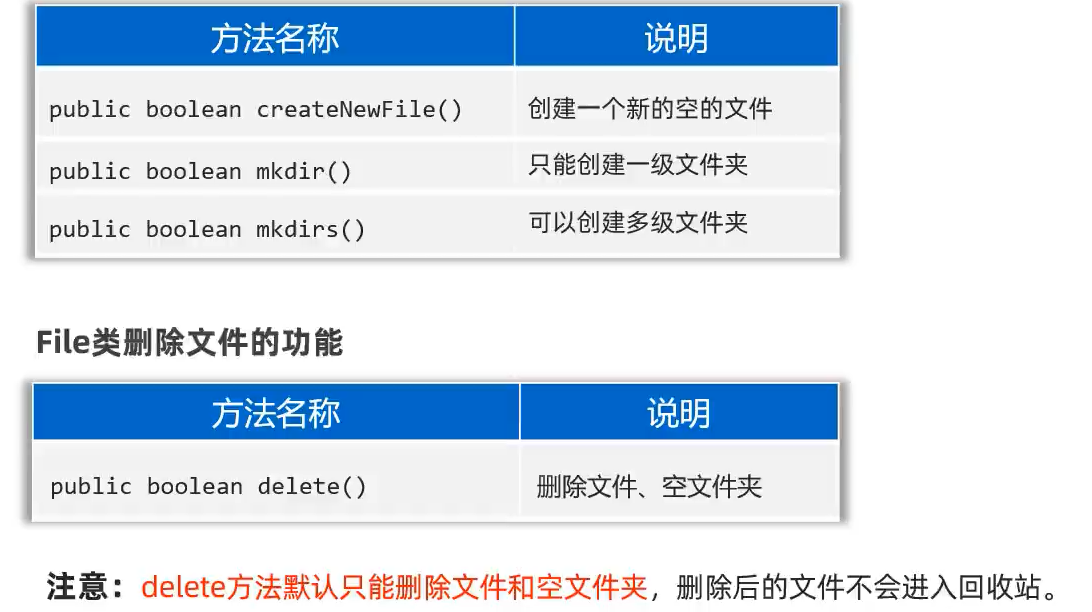 方法名称 说明
public boolean createNewFile() 创建一个新的空的文件
public boolean mkdir() 只能创建一级文件夹
public boolean mkdirs() 可以创建多级文件夹
File类删除文件的功能
方法名称 说明
public boolean delete() 删除文件、空文件夹
注意：delete方法默认只能删除文件和空文件夹，删除后的文件不会进入回收站。